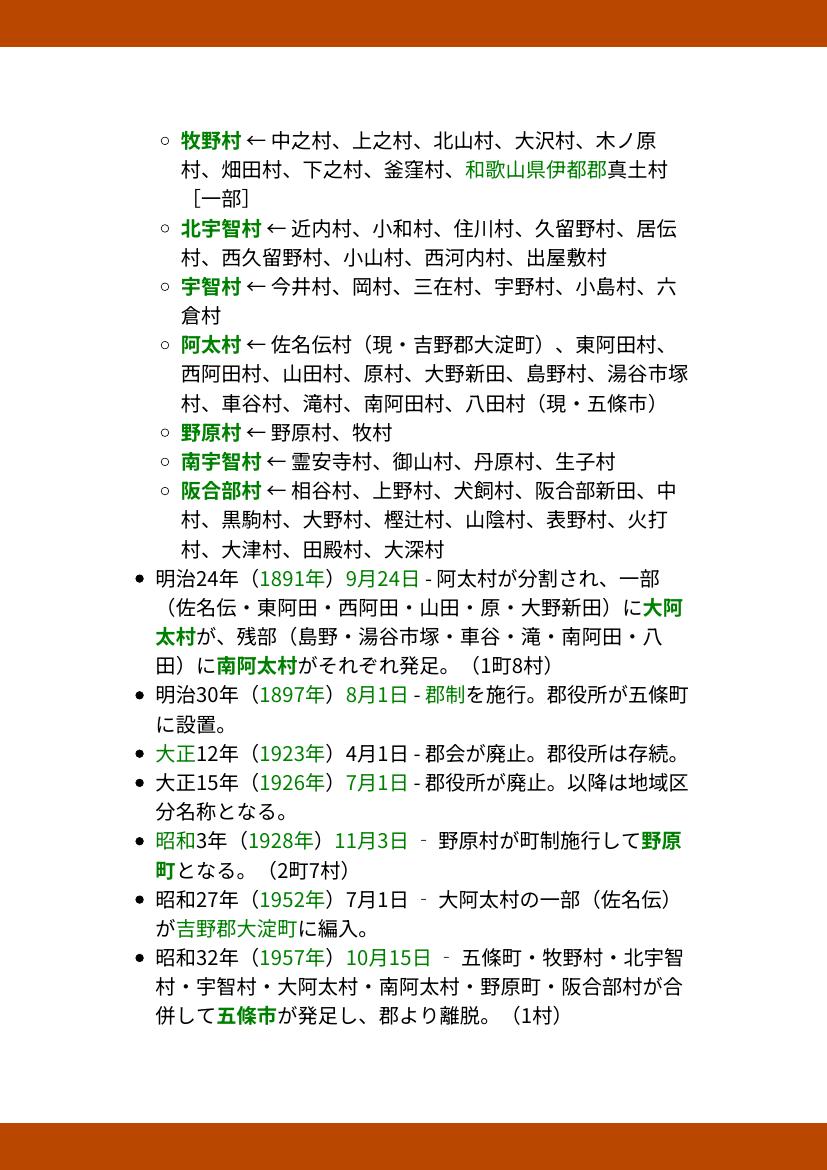 牧野村 ← 中之村、上之村、北山村、大沢村、木ノ原
村、畑田村、下之村、釜窪村、和歌山県伊都郡真土村
［一部］
北宇智村 ← 近内村、小和村、住川村、久留野村、居伝
村、西久留野村、小山村、西河内村、出屋敷村
宇智村 ← 今井村、岡村、三在村、宇野村、小島村、六
倉村
阿太村 ← 佐名伝村（現・吉野郡大淀町）、東阿田村、
西阿田村、山田村、原村、大野新田、島野村、湯谷市塚
村、車谷村、滝村、南阿田村、八田村（現・五條市）
野原村 ← 野原村、牧村
南宇智村 ← 霊安寺村、御山村、丹原村、生子村
阪合部村 ← 相谷村、上野村、犬飼村、阪合部新田、中
村、黒駒村、大野村、樫辻村、山陰村、表野村、火打
村、大津村、田殿村、大深村
明治24年（1891年）9月24日 - 阿太村が分割され、一部
（佐名伝・東阿田・西阿田・山田・原・大野新田）に大阿
太村が、残部（島野・湯谷市塚・車谷・滝・南阿田・八
田）に南阿太村がそれぞれ発足。（1町8村）
明治30年（1897年）8月1日 - 郡制を施行。郡役所が五條町
に設置。
大正12年（1923年）4月1日 - 郡会が廃止。郡役所は存続。
大正15年（1926年）7月1日 - 郡役所が廃止。以降は地域区
分名称となる。
昭和3年（1928年）11月3日 ‐ 野原村が町制施行して野原
町となる。（2町7村）
昭和27年（1952年）7月1日 ‐ 大阿太村の一部（佐名伝）
が吉野郡大淀町に編入。
昭和32年（1957年）10月15日 ‐ 五條町・牧野村・北宇智
村・宇智村・大阿太村・南阿太村・野原町・阪合部村が合
併して五條市が発足し、郡より離脱。（1村）